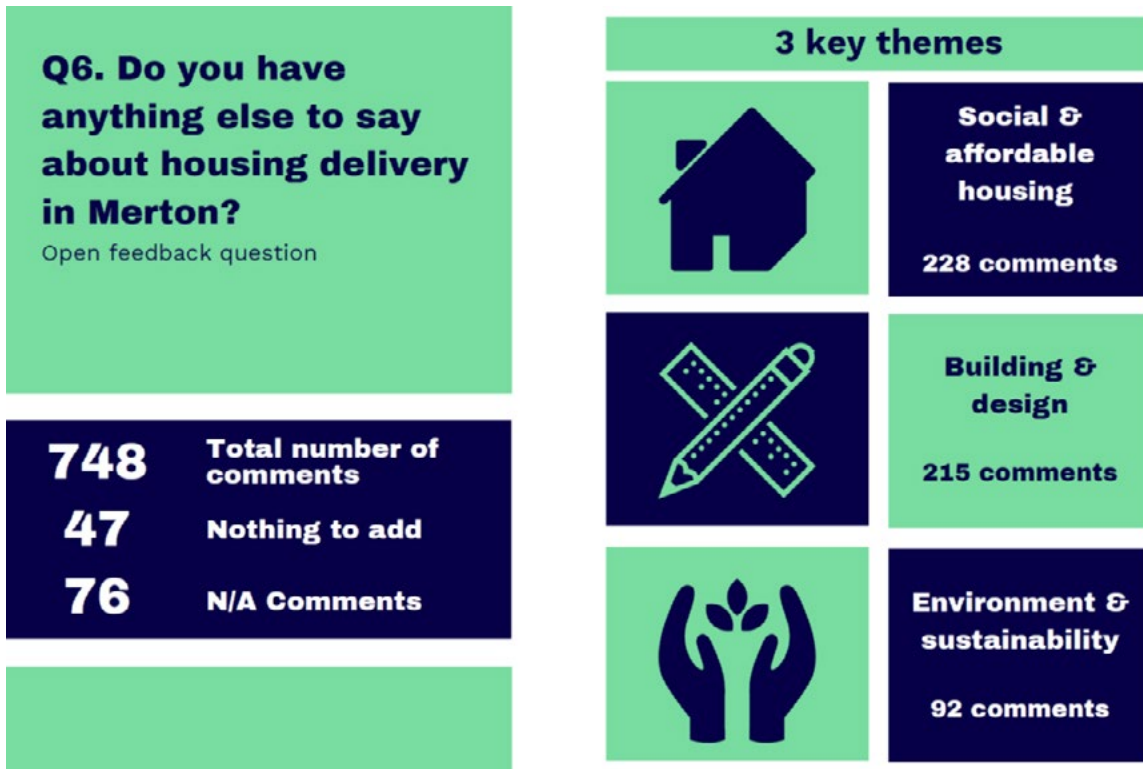 Q6. Do you have
anything else to say
about housing delivery
in Merton?
Open feedback question
748 Total number of
comments
47 Nothing to add
76 N/A Comments
3 key themes
Social &
affordable
housing
228 comments
Building &
design
215 comments
Environment &
sustainability
92 comments